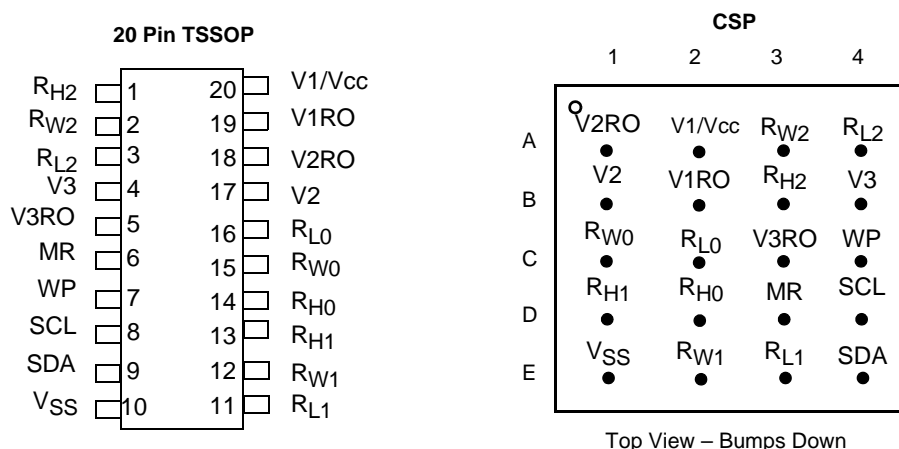 20 Pin TSSOP
RH2 1 20 V1/Vcc
RW2 2 19 V1RO
RL2 3 18 V2RO
V3 4 17 V2
V3RO 5 16 RL0
MR 6 15 RW0
WP 7 14 RH0
SCL 8 13 RH1
SDA 9 12 RW1
VSS 10 11 RL1
CSP
1 2 3 4
A V2RO V1/Vcc RW2 RL2
B V2 V1RO RH2 V3
C RW0 RL0 V3RO WP
D RH1 RH0 MR SCL
E VSS RW1 RL1 SDA
Top View – Bumps Down